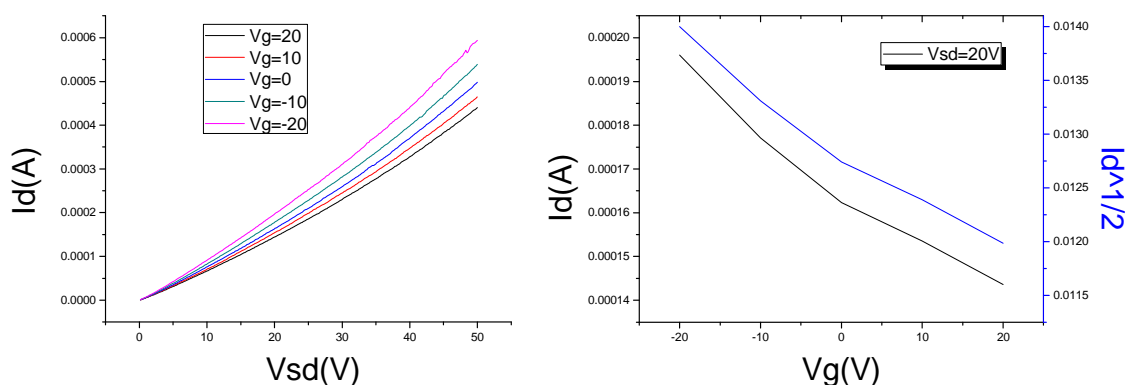 0.0006
0.0005
0.0004
0.0003
0.0002
0.0001
0.0000
Id(A)
Vg=20
Vg=10
Vg=0
Vg=-10
Vg=-20
0 10 20 30 40 50
Vsd(V)
0.00020
0.00019
0.00018
0.00017
0.00016
0.00015
0.00014
Id(A)
Vsd=20V
0.0140
0.0135
0.0130
0.0125
0.0120
0.0115
Id^1/2
-20 -10 0 10 20
Vg(V)